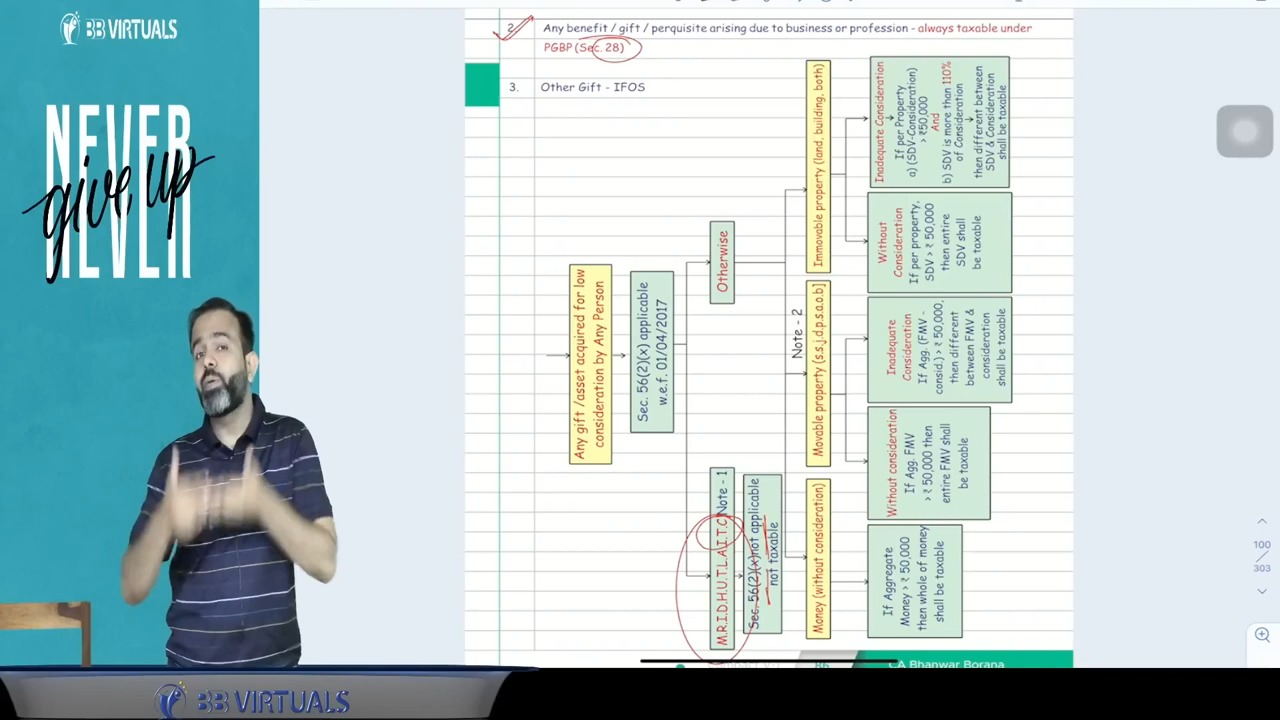 BB VIRTUALS
NEVER
give up
NEVER
2. Any benefit / gift / perquisite arising due to business or profession - always taxable under
PGBP (Sec. 28)
3. Other Gift - IFOS
Any gift /asset acquired for low
consideration by Any Person
Sec. 56(2)(x) applicable
w.e.f. 01/04/2017
M.R.I.D.H.U.T.L.A.I.T.C Note - 1
Sec. 56(2)(x) not applicable
not taxable
Otherwise
Note - 2
Money (without consideration)
If Aggregate
Money > ₹ 50,000
then whole of money
shall be taxable
Movable property (s.s.j.d.p.s.a.o.b]
Without consideration
If Agg. FMV
> ₹ 50,000 then
entire FMV shall
be taxable
Inadequate
Consideration
If Agg. (FMV -
consid.) > ₹ 50,000,
then different
between FMV &
consideration
shall be taxable
Immovable property (land, building, both)
Without
Consideration
If per property,
SDV > ₹ 50,000
then entire
SDV shall
be taxable
Inadequate Consideration
If per Property
a) (SDV-Consideration)
> ₹50,000
And
b) SDV is more than 110%
of Consideration
then different between
SDV & Consideration
shall be taxable
100
303
86
CA Bhanwar Borana
BB VIRTUALS